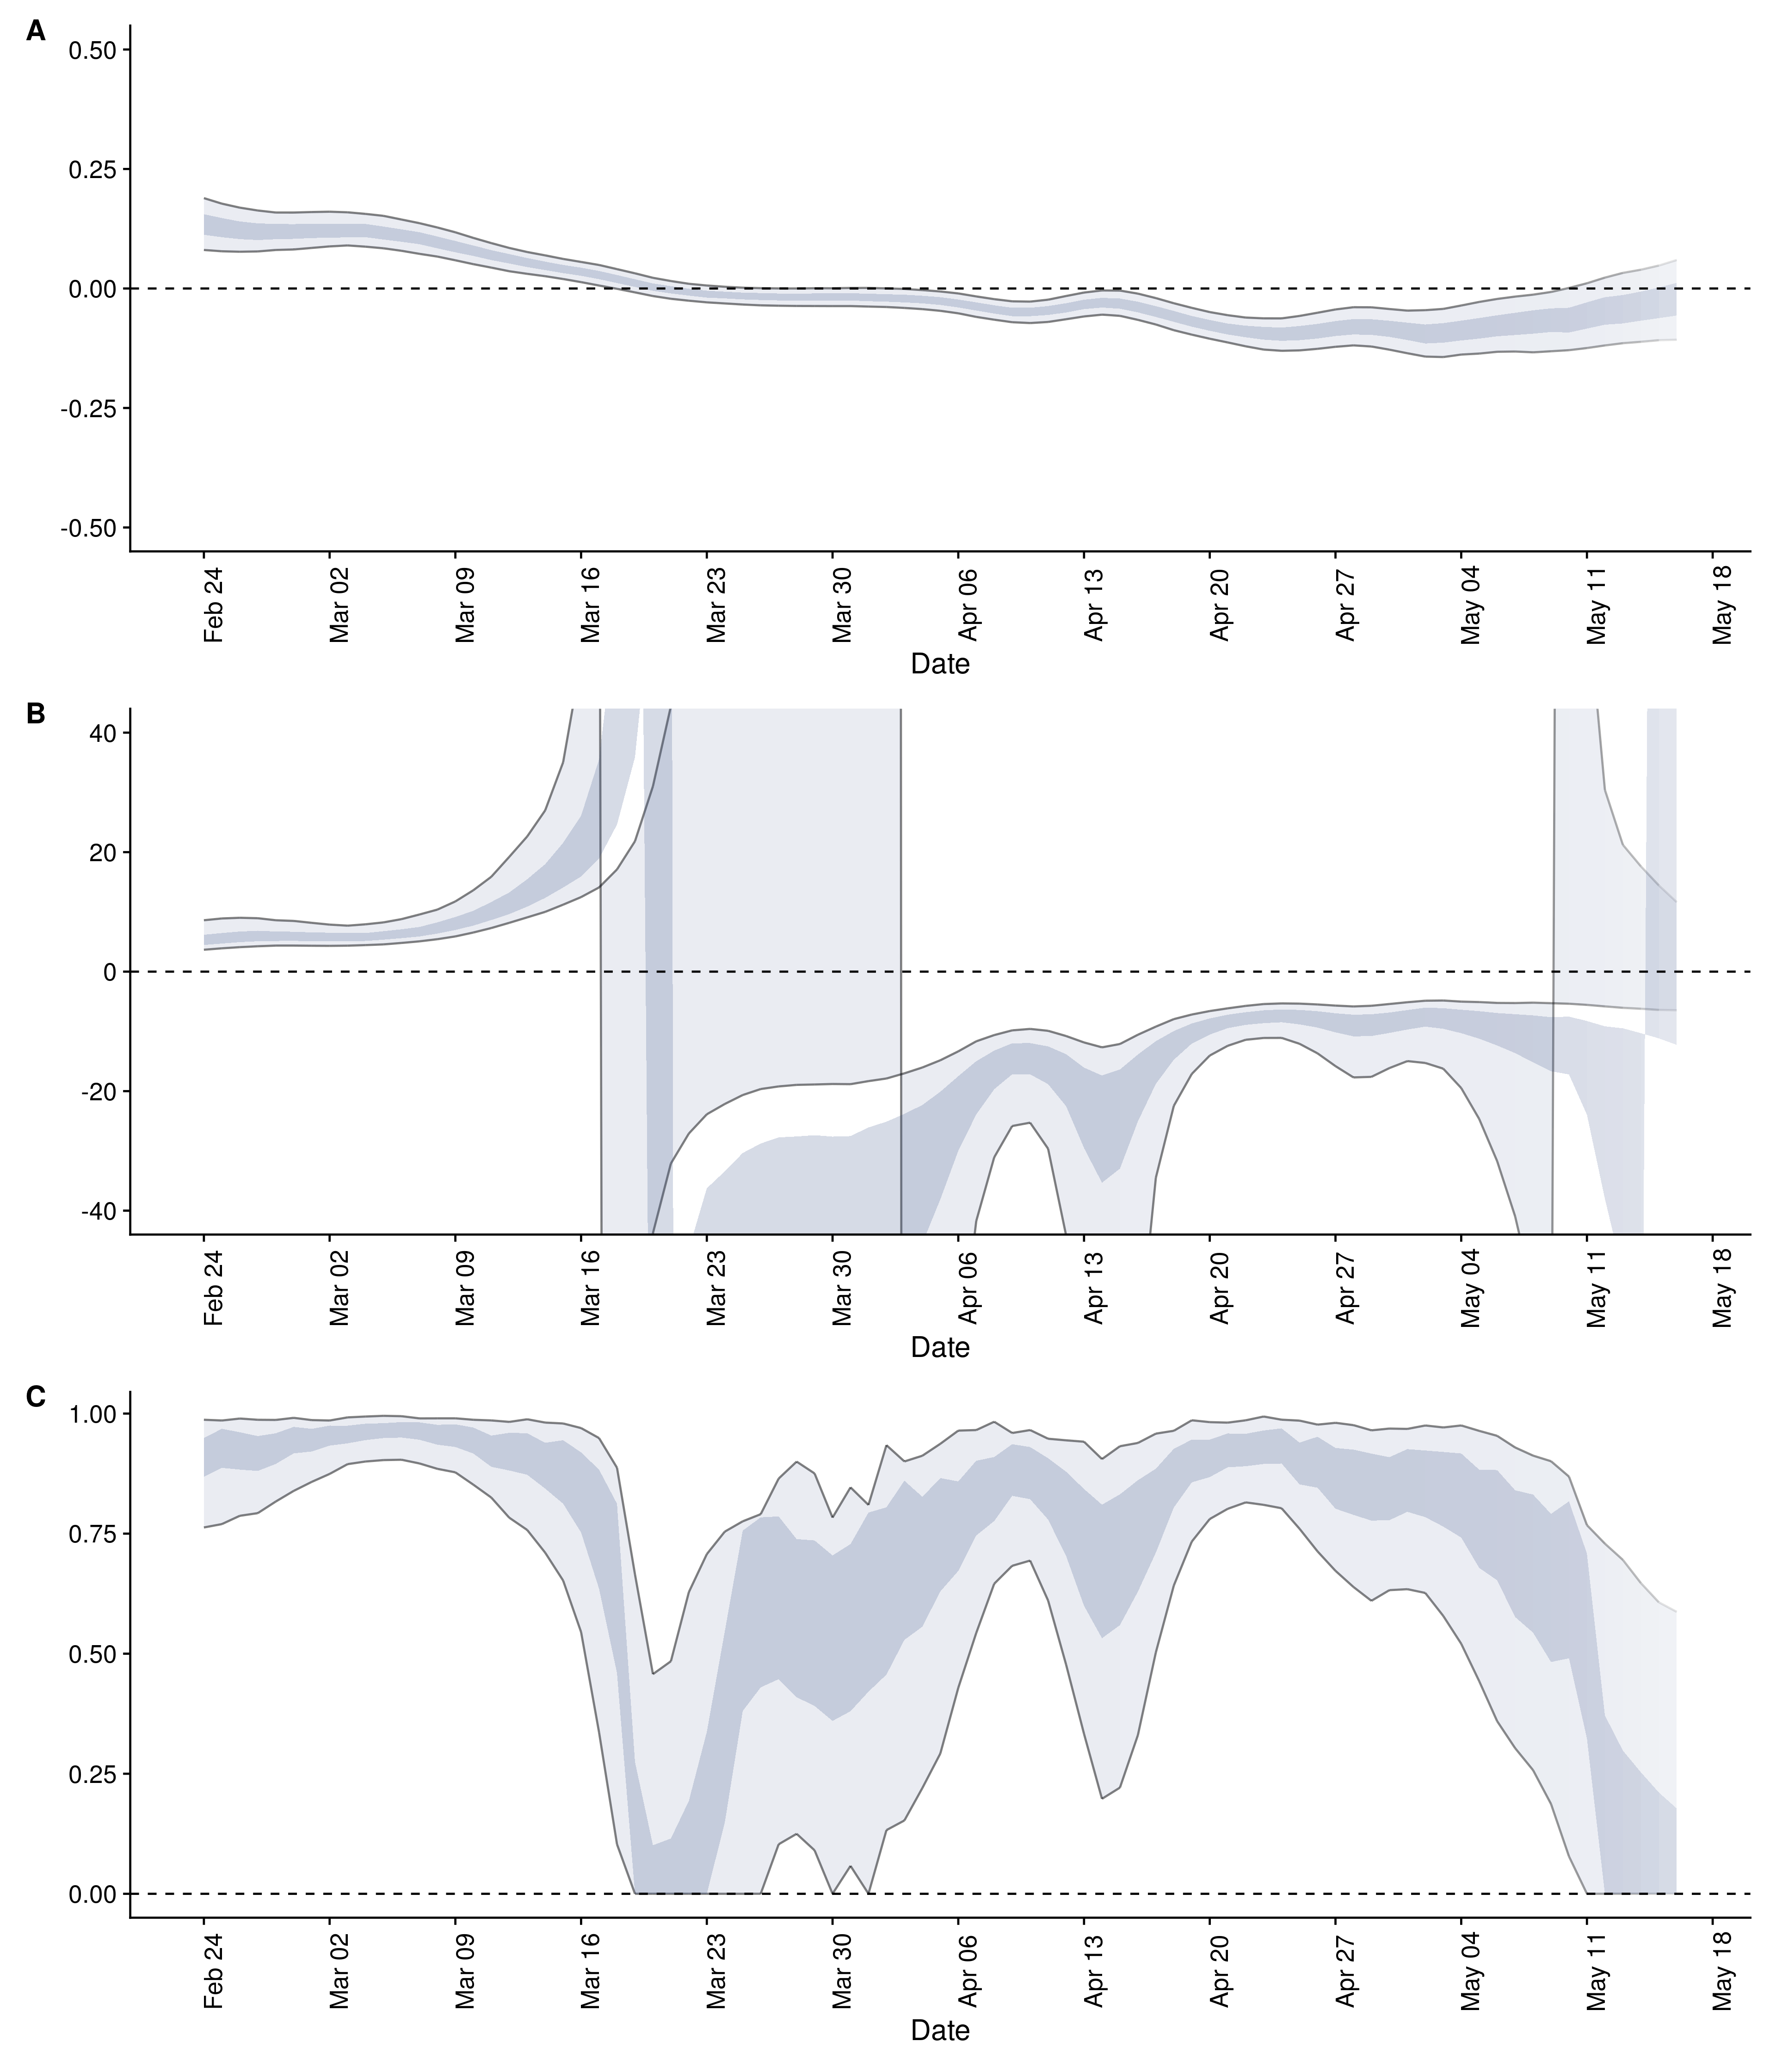 A
0.50
0.25
0.00
-0.25
-0.50
Feb 24
Mar 02
Mar 09
Mar 16
Mar 23
Mar 30
Apr 06
Apr 13
Apr 20
Apr 27
May 04
May 11
May 18
Date
B
40
20
0
-20
-40
Feb 24
Mar 02
Mar 09
Mar 16
Mar 23
Mar 30
Apr 06
Apr 13
Apr 20
Apr 27
May 04
May 11
May 18
Date
C
1.00
0.75
0.50
0.25
0.00
Feb 24
Mar 02
Mar 09
Mar 16
Mar 23
Mar 30
Apr 06
Apr 13
Apr 20
Apr 27
May 04
May 11
May 18
Date